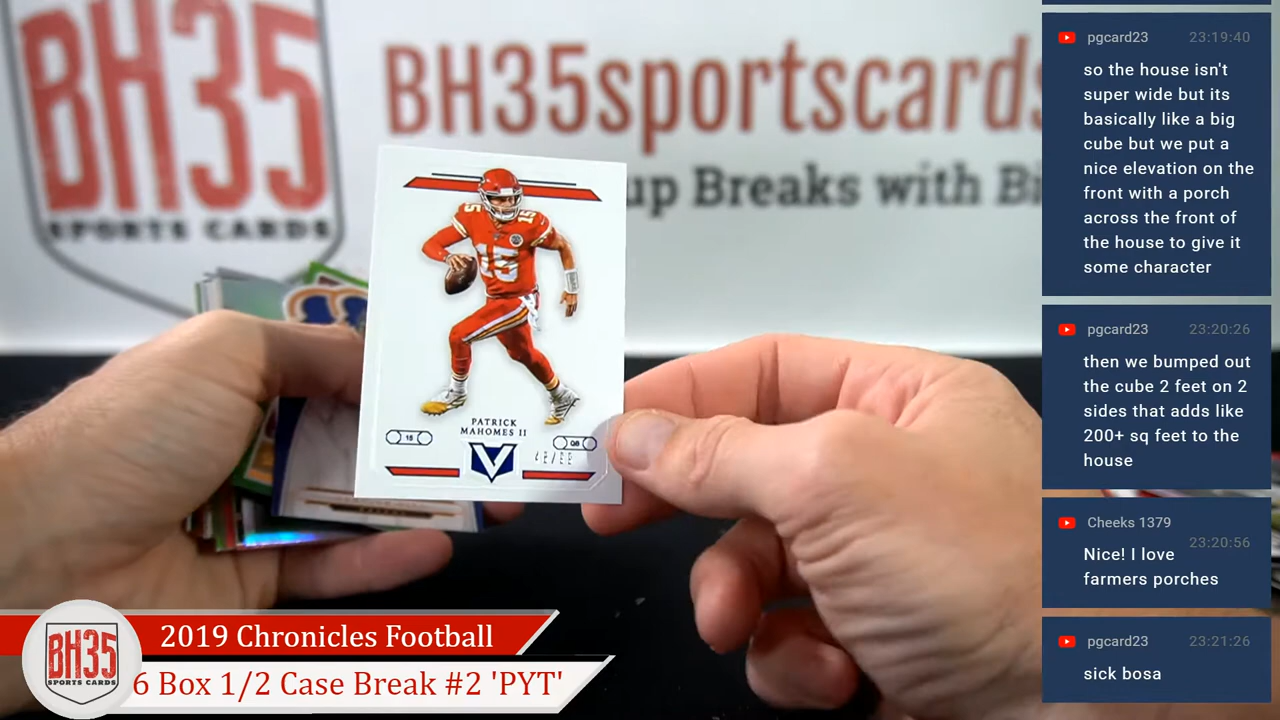 BH35
SPORTS CARDS
BH35sportscards
up Breaks with Bi
15
15
15
PATRICK
MAHOMES II
15
QB
V
2019 Chronicles Football
6 Box 1/2 Case Break #2 'PYT'
BH35
SPORTS CARDS
pgcard23 23:19:40
so the house isn't
super wide but its
basically like a big
cube but we put a
nice elevation on the
front with a porch
across the front of
the house to give it
some character
pgcard23 23:20:26
then we bumped out
the cube 2 feet on 2
sides that adds like
200+ sq feet to the
house
Cheeks 1379
23:20:56
Nice! I love
farmers porches
pgcard23 23:21:26
sick bosa